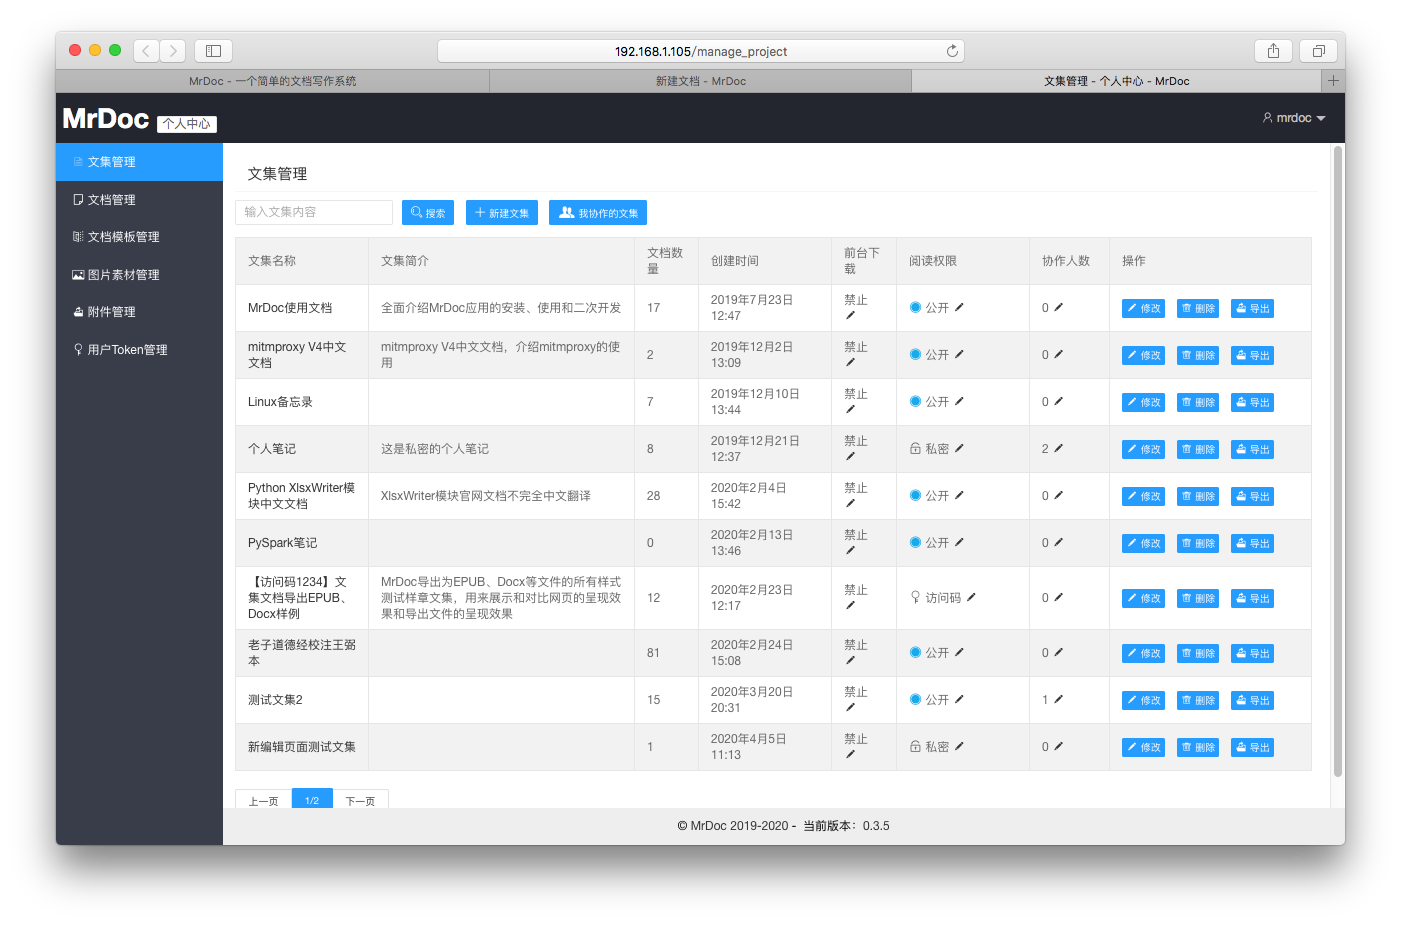 192.168.1.105/manage_project
MrDoc - 一个简单的文档写作系统
新建文档 - MrDoc
文集管理 - 个人中心 - MrDoc
MrDoc 个人中心
mrdoc
文集管理
文档管理
文档模板管理
图片素材管理
附件管理
用户Token管理
文集管理
输入文集内容 搜索 新建文集 我协作的文集
文集名称 文集简介 文档数量 创建时间 前台下载 阅读权限 协作人数 操作
MrDoc使用文档 全面介绍MrDoc应用的安装、使用和二次开发 17 2019年7月23日 12:47 禁止 公开 0 修改 删除 导出
mitmproxy V4中文文档 mitmproxy V4中文文档，介绍mitmproxy的使用 2 2019年12月2日 13:09 禁止 公开 0 修改 删除 导出
Linux备忘录 7 2019年12月10日 13:44 禁止 公开 0 修改 删除 导出
个人笔记 这是私密的个人笔记 8 2019年12月21日 12:37 禁止 私密 2 修改 删除 导出
Python XlsxWriter模块中文文档 XlsxWriter模块官网文档不完全中文翻译 28 2020年2月4日 15:42 禁止 公开 0 修改 删除 导出
PySpark笔记 0 2020年2月13日 13:46 禁止 公开 0 修改 删除 导出
【访问码1234】文集文档导出EPUB、Docx样例 MrDoc导出为EPUB、Docx等文件的所有样式测试样章文集，用来展示和对比网页的呈现效果和导出文件的呈现效果 12 2020年2月23日 12:17 禁止 访问码 0 修改 删除 导出
老子道德经校注王弼本 81 2020年2月24日 15:08 禁止 公开 0 修改 删除 导出
测试文集2 15 2020年3月20日 20:31 禁止 公开 1 修改 删除 导出
新编辑页面测试文集 1 2020年4月5日 11:13 禁止 私密 0 修改 删除 导出
上一页 1/2 下一页
© MrDoc 2019-2020 - 当前版本：0.3.5